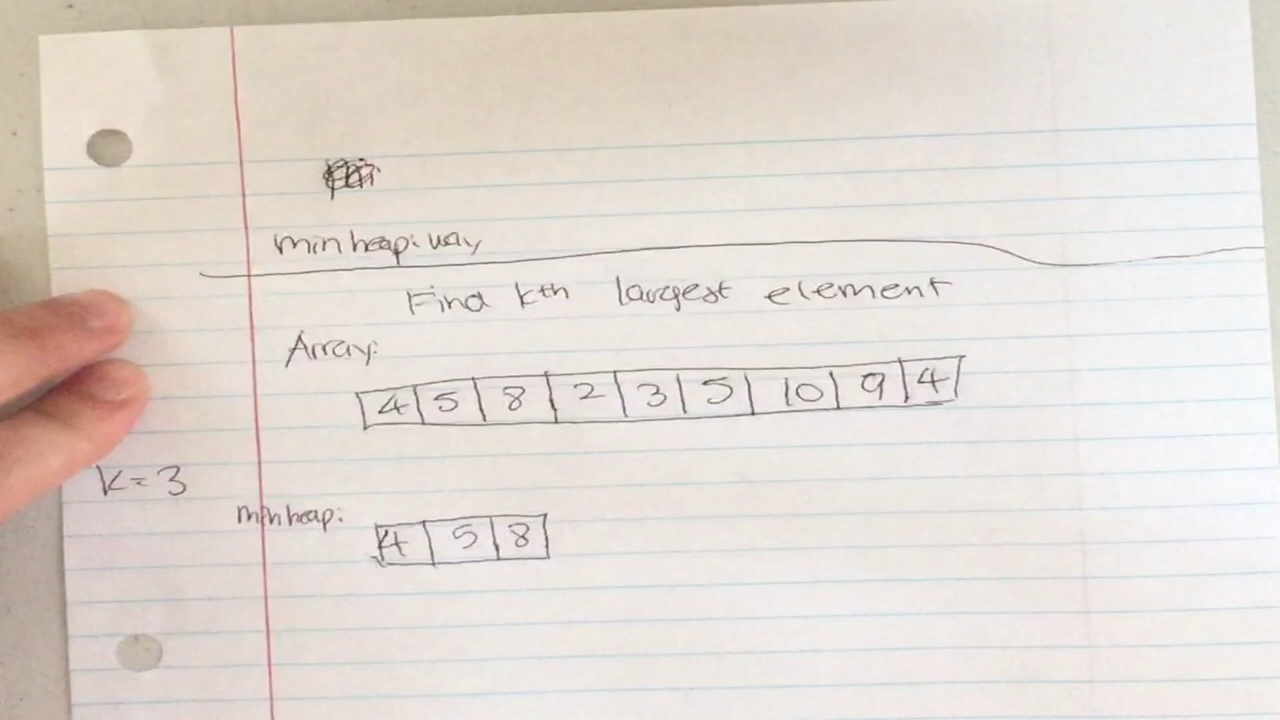 min heap: way
Find kth largest element
Array:
4 5 8 2 3 5 10 9 4
K=3
min heap:
4 5 8